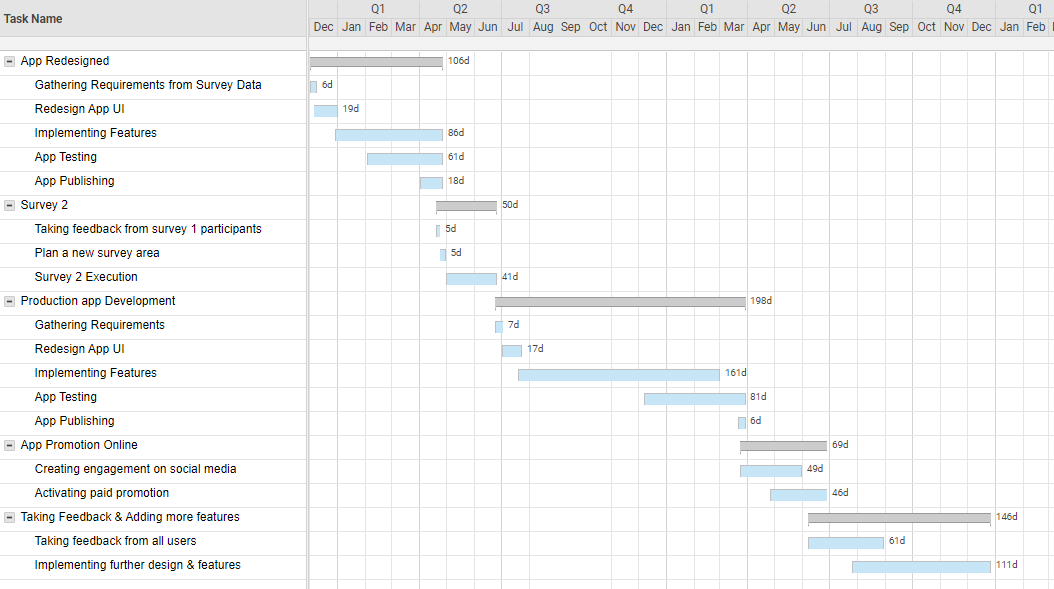 Task Name
Q1 Q2 Q3 Q4 Q1 Q2 Q3 Q4 Q1
Dec Jan Feb Mar Apr May Jun Jul Aug Sep Oct Nov Dec Jan Feb Mar Apr May Jun Jul Aug Sep Oct Nov Dec Jan Feb
App Redesigned 106d
Gathering Requirements from Survey Data 6d
Redesign App UI 19d
Implementing Features 86d
App Testing 61d
App Publishing 18d
Survey 2 50d
Taking feedback from survey 1 participants 5d
Plan a new survey area 5d
Survey 2 Execution 41d
Production app Development 198d
Gathering Requirements 7d
Redesign App UI 17d
Implementing Features 161d
App Testing 81d
App Publishing 6d
App Promotion Online 69d
Creating engagement on social media 49d
Activating paid promotion 46d
Taking Feedback & Adding more features 146d
Taking feedback from all users 61d
Implementing further design & features 111d